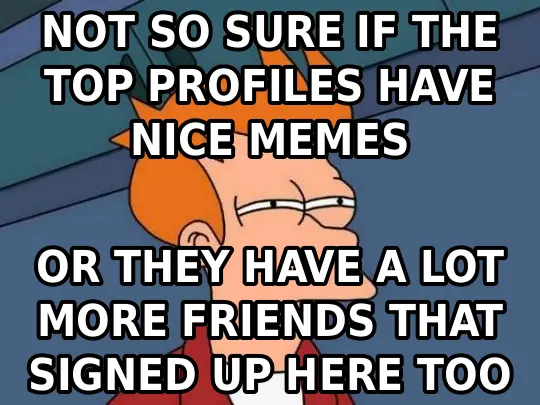 NOT SO SURE IF THE
TOP PROFILES HAVE
NICE MEMES
OR THEY HAVE A LOT
MORE FRIENDS THAT
SIGNED UP HERE TOO